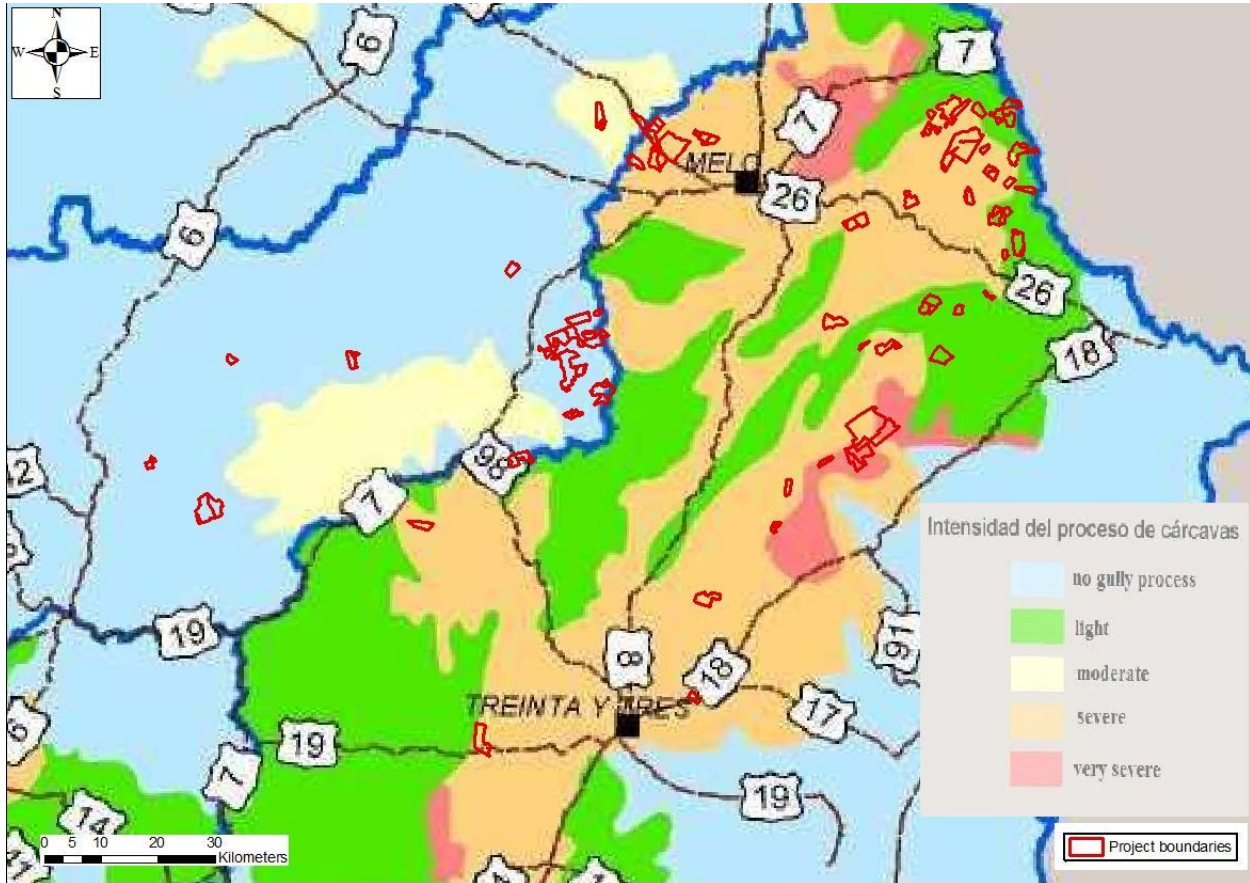 N
W E
S
6
7
6
7
MELO
26
6
26
18
98
7
12
Intensidad del proceso de cárcavas
no gully process
light
moderate
severe
very severe
19
8
18
91
TREINTA Y TRES
17
19
7
19
14
0 5 10 20 30
Kilometers
Project boundaries